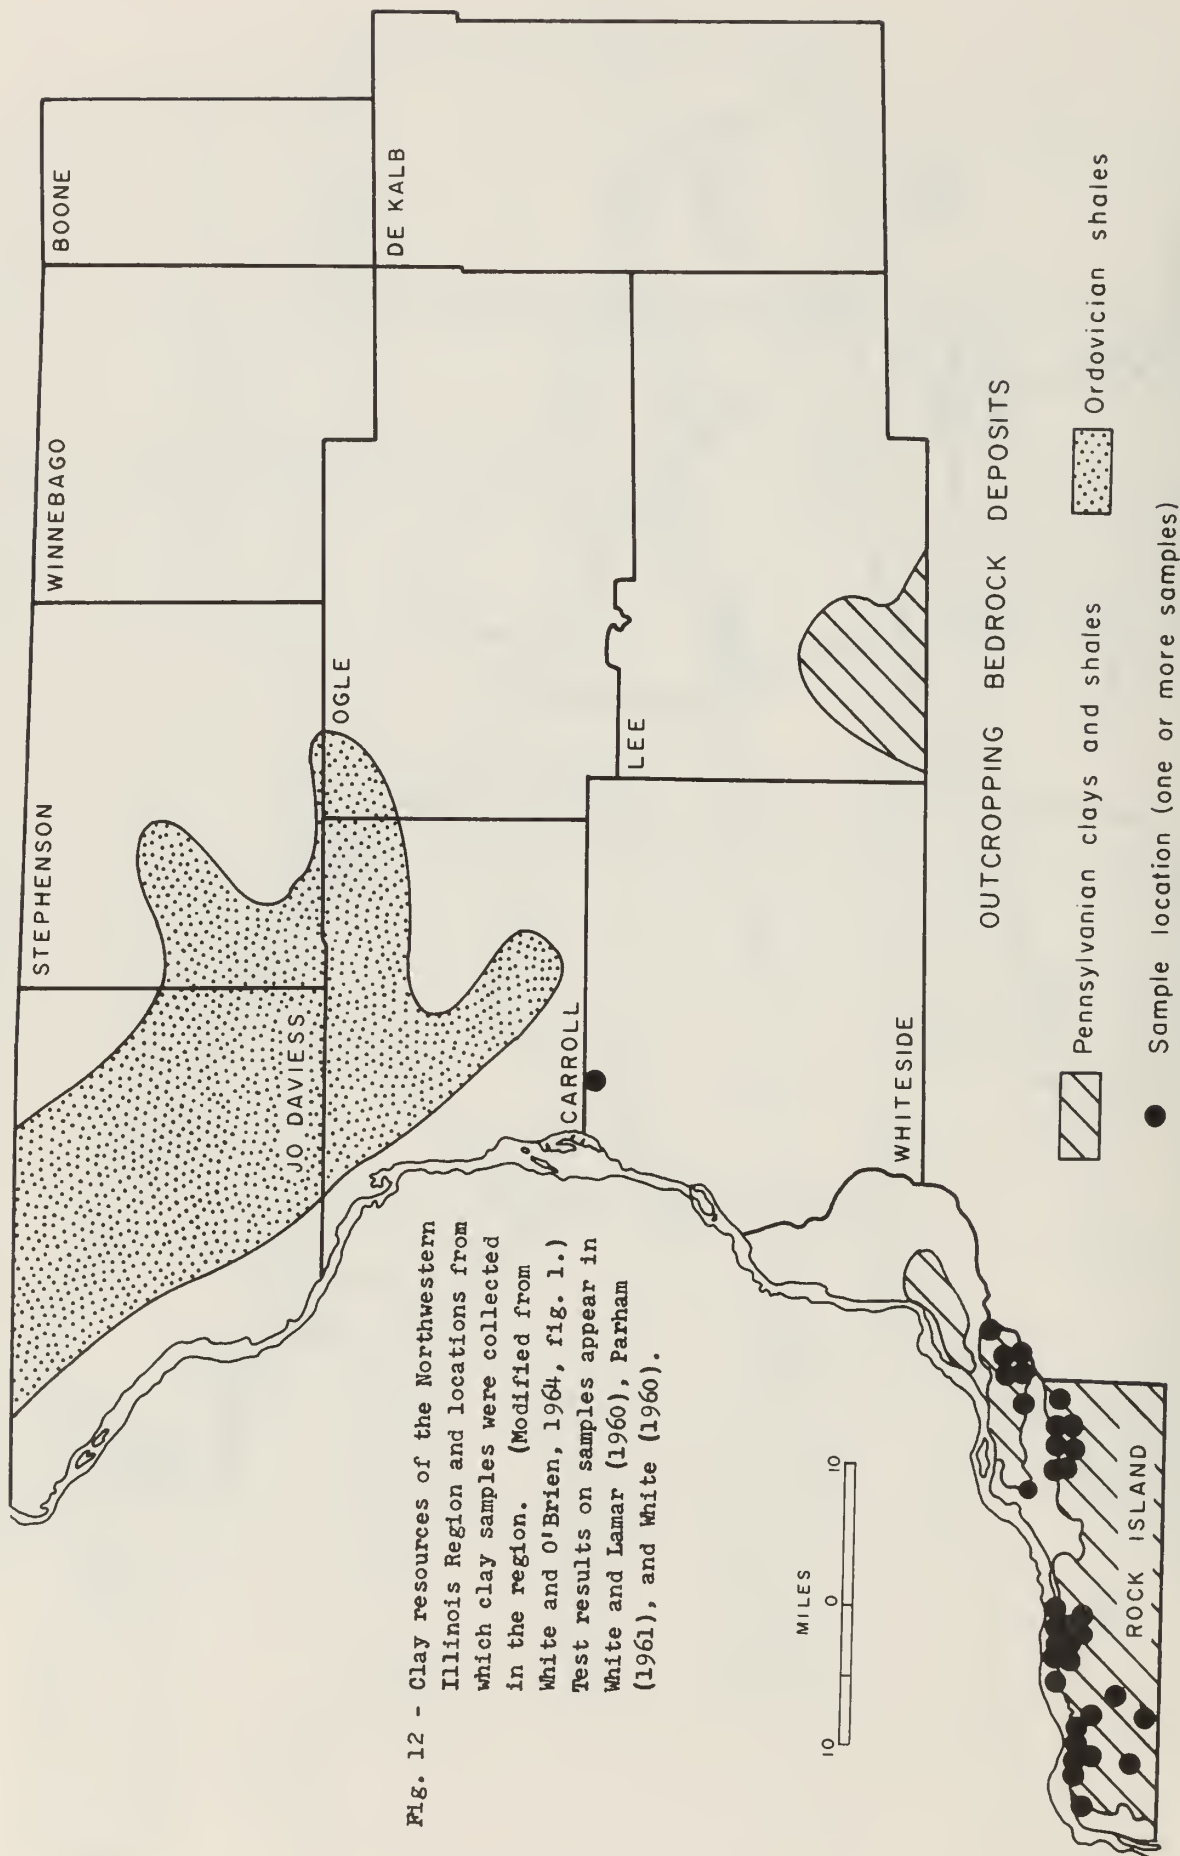 STEPHENSON
WINNEBAGO
BOONE
JO DAVIESS
OGLE
DE KALB
CARROLL
LEE
WHITESIDE
ROCK ISLAND
Fig. 12 - Clay resources of the Northwestern
Illinois Region and locations from
which clay samples were collected
in the region. (Modified from
White and O'Brien, 1964, fig. 1.)
Test results on samples appear in
White and Lamar (1960), Parham
(1961), and White (1960).
MILES
10 0 10
OUTCROPPING BEDROCK DEPOSITS
Pennsylvanian clays and shales
Ordovician shales
Sample location (one or more samples)